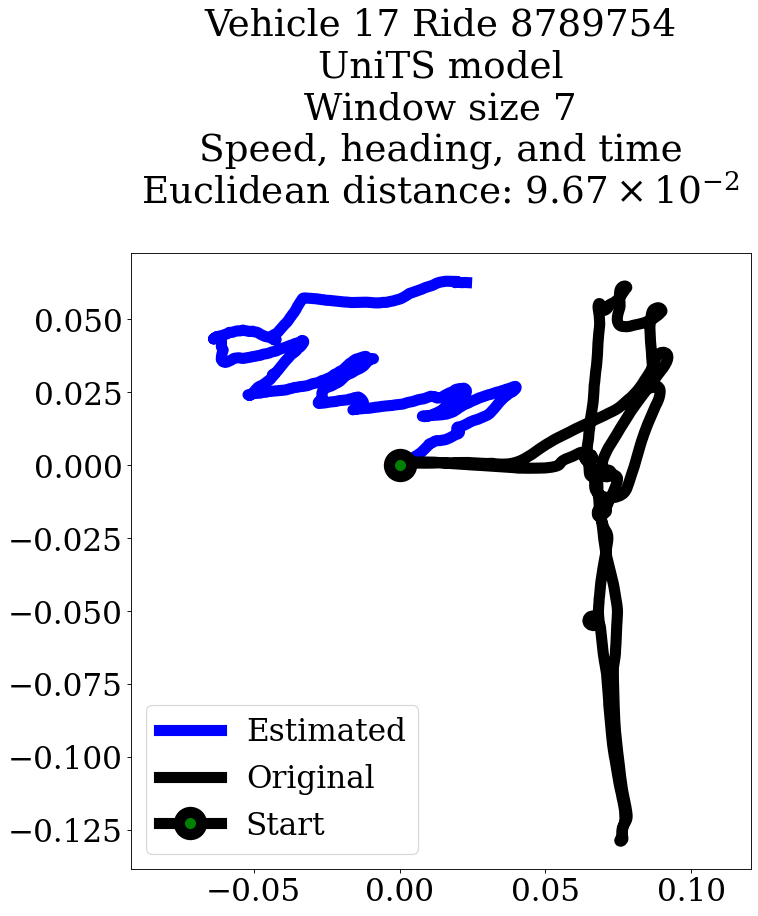 Vehicle 17 Ride 8789754
UniTS model
Window size 7
Speed, heading, and time
Euclidean distance: 9.67 × 10⁻²
0.050
0.025
0.000
−0.025
−0.050
−0.075
−0.100
−0.125
Estimated
Original
Start
−0.05 0.00 0.05 0.10